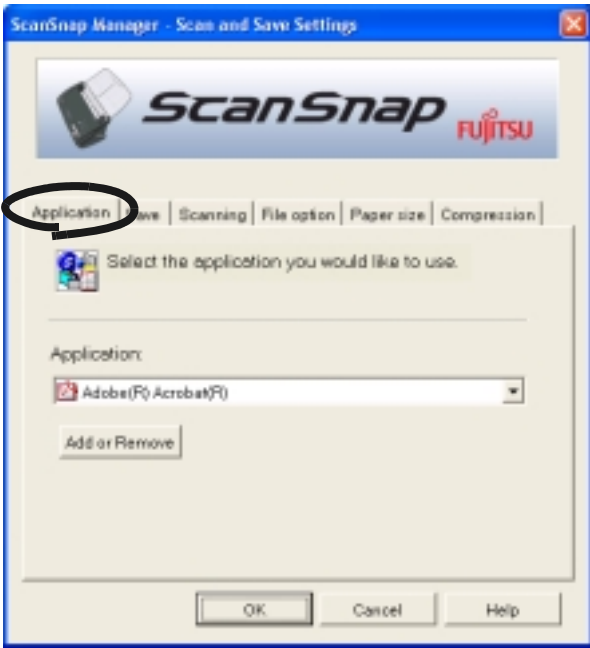 ScanSnap Manager - Scan and Save Settings
ScanSnap FUJITSU
Application Save Scanning File option Paper size Compression
Select the application you would like to use.
Application:
Adobe(R) Acrobat(R)
Add or Remove
OK Cancel Help